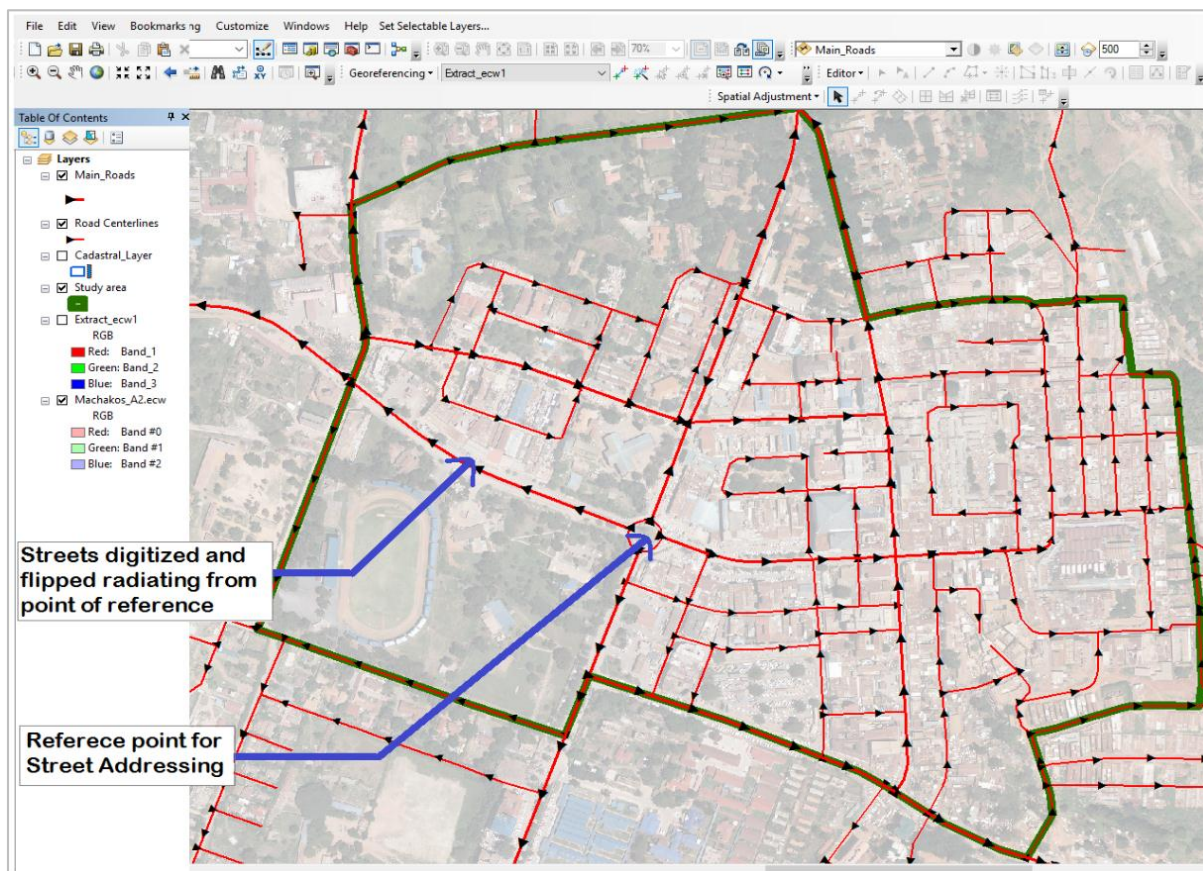 File Edit View Bookmarks ng Customize Windows Help Set Selectable Layers...
70% Main_Roads 500
Georeferencing Extract_ecw1 Editor
Spatial Adjustment
Table Of Contents
Layers
Main_Roads
Road Centerlines
Cadastral_Layer
Study area
Extract_ecw1
RGB
Red: Band_1
Green: Band_2
Blue: Band_3
Machakos_A2.ecw
RGB
Red: Band #0
Green: Band #1
Blue: Band #2
Streets digitized and
flipped radiating from
point of reference
Referece point for
Street Addressing